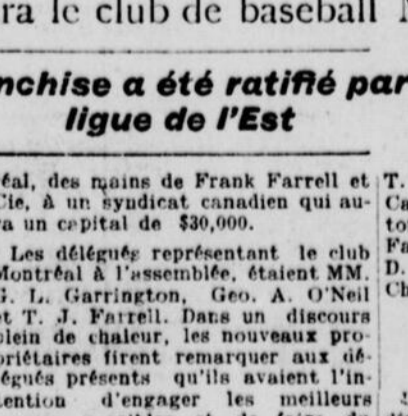 ra le club de baseball
nchise a été ratifié par
ligue de l'Est
éal, des mains de Frank Farrell et
Cie, à un syndicat canadien qui au-
ra un capital de $30,000.
Les délégués représentant le club
Montréal à l'assemblée, étaient MM.
G. L. Garrington, Geo. A. O'Neil
et T. J. Farrell. Dans un discours
plein de chaleur, les nouveaux pro-
priétaires firent remarquer aux dé-
égués présents qu'ils avaient l'in-
tention d'engager les meilleurs
T.
Ca
to
Fa
D.
Ch